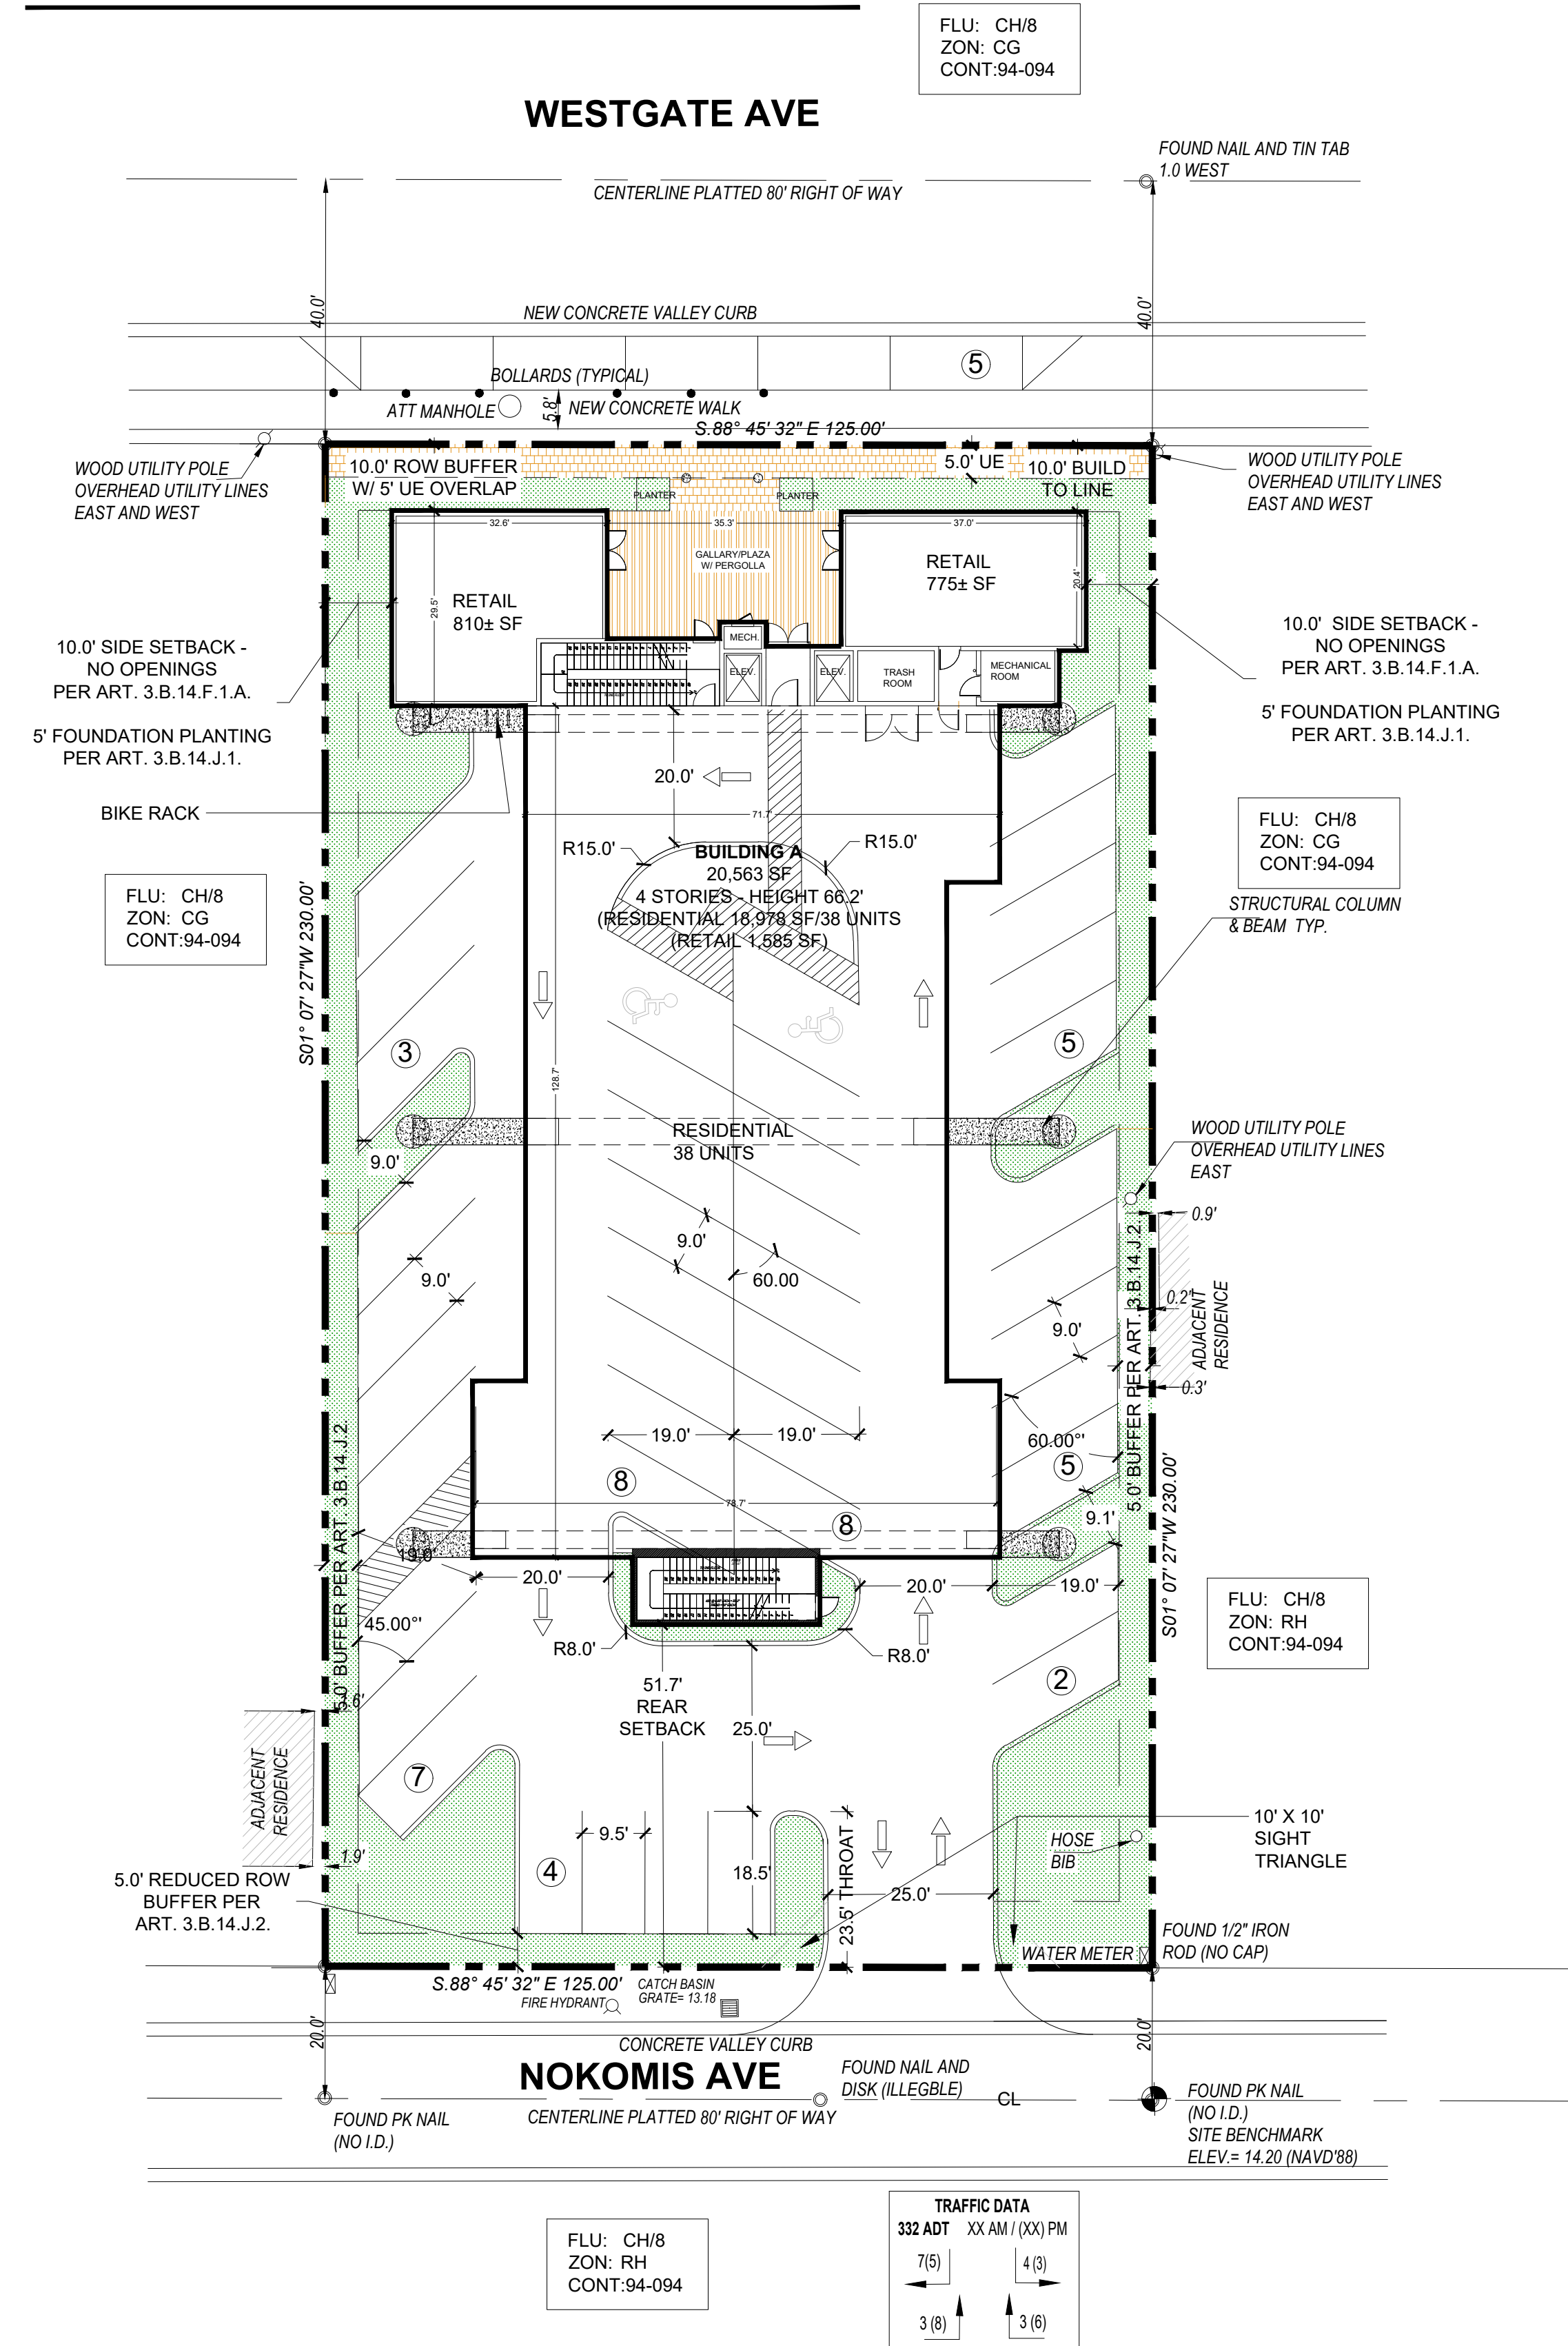 FLU: CH/8
ZON: CG
CONT:94-094
WESTGATE AVE
FOUND NAIL AND TIN TAB
1.0 WEST
CENTERLINE PLATTED 80' RIGHT OF WAY
40.0'
40.0'
NEW CONCRETE VALLEY CURB
5
BOLLARDS (TYPICAL)
ATT MANHOLE
5.8'
NEW CONCRETE WALK
S.88° 45' 32" E 125.00'
WOOD UTILITY POLE
OVERHEAD UTILITY LINES
EAST AND WEST
10.0' ROW BUFFER
W/ 5' UE OVERLAP
5.0' UE
10.0' BUILD
TO LINE
WOOD UTILITY POLE
OVERHEAD UTILITY LINES
EAST AND WEST
PLANTER
PLANTER
32.6'
35.3'
37.0'
GALLARY/PLAZA
W/ PERGOLLA
RETAIL
775± SF
20.4'
RETAIL
810± SF
29.5'
MECH.
ELEV.
ELEV.
TRASH
ROOM
MECHANICAL
ROOM
10.0' SIDE SETBACK -
NO OPENINGS
PER ART. 3.B.14.F.1.A.
5' FOUNDATION PLANTING
PER ART. 3.B.14.J.1.
10.0' SIDE SETBACK -
NO OPENINGS
PER ART. 3.B.14.F.1.A.
5' FOUNDATION PLANTING
PER ART. 3.B.14.J.1.
BIKE RACK
20.0'
71.7'
R15.0'
R15.0'
BUILDING A
20,563 SF
4 STORIES - HEIGHT 66.2'
(RESIDENTIAL 18,978 SF/38 UNITS
(RETAIL 1,585 SF)
FLU: CH/8
ZON: CG
CONT:94-094
FLU: CH/8
ZON: CG
CONT:94-094
STRUCTURAL COLUMN
& BEAM TYP.
S01° 07' 27"W 230.00'
3
5
128.7'
RESIDENTIAL
38 UNITS
9.0'
WOOD UTILITY POLE
OVERHEAD UTILITY LINES
EAST
0.9'
9.0'
9.0'
60.00
9.0'
0.2'
ADJACENT
RESIDENCE
0.3'
5.0' BUFFER PER ART. 3.B.14.J.2.
5.0' BUFFER PER ART. 3.B.14.J.2.
19.0'
19.0'
60.00°'
5
8
78.7'
8
9.1'
S01° 07' 27"W 230.00'
19.0'
20.0'
20.0'
19.0'
45.00°'
R8.0'
R8.0'
FLU: CH/8
ZON: RH
CONT:94-094
51.7'
REAR
SETBACK
25.0'
2
1.6'
ADJACENT
RESIDENCE
7
1.9'
9.5'
4
18.5'
23.5' THROAT
25.0'
HOSE
BIB
10' X 10'
SIGHT
TRIANGLE
5.0' REDUCED ROW
BUFFER PER
ART. 3.B.14.J.2.
WATER METER
FOUND 1/2" IRON
ROD (NO CAP)
S.88° 45' 32" E 125.00'
CATCH BASIN
GRATE= 13.18
FIRE HYDRANT
20.0'
20.0'
CONCRETE VALLEY CURB
NOKOMIS AVE
FOUND NAIL AND
DISK (ILLEGBLE)
CL
FOUND PK NAIL
(NO I.D.)
CENTERLINE PLATTED 80' RIGHT OF WAY
FOUND PK NAIL
(NO I.D.)
SITE BENCHMARK
ELEV.= 14.20 (NAVD'88)
FLU: CH/8
ZON: RH
CONT:94-094
TRAFFIC DATA
332 ADT XX AM / (XX) PM
7(5)
4 (3)
3 (8)
3 (6)